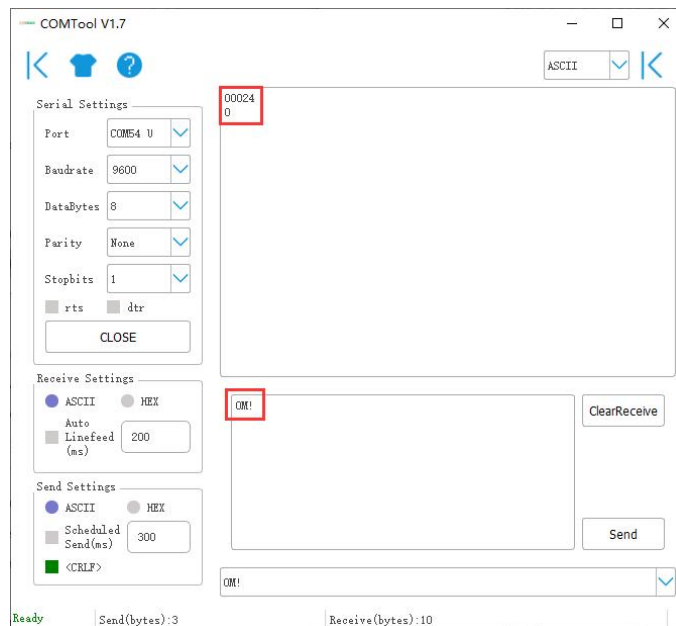 COMTool V1.7
ASCII
Serial Settings
Port COM54 U
Baudrate 9600
DataBytes 8
Parity None
Stopbits 1
rts dtr
CLOSE
00024
0
Receive Settings
ASCII HEX
Auto
Linefeed
(ms)
200
Send Settings
ASCII HEX
Scheduled
Send(ms)
300
<CRLF>
OM!
ClearReceive
Send
OM!
Ready Send(bytes):3 Receive(bytes):10